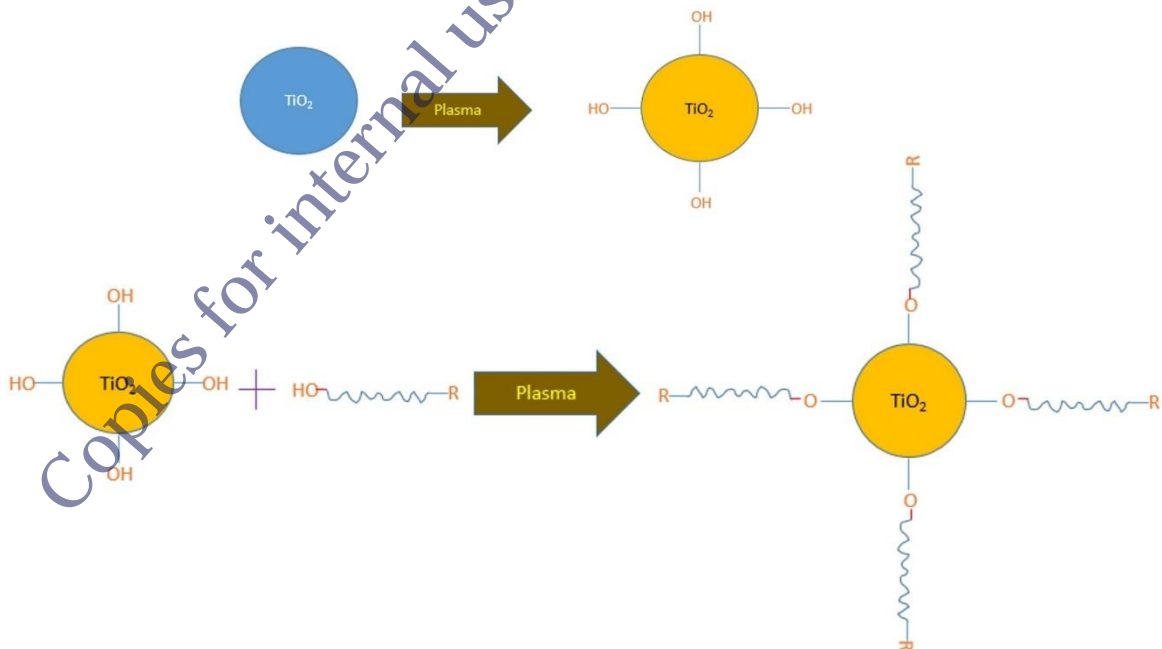 Copies for internal us
OH
TiO₂
Plasma
HO
TiO₂
OH
OH
R
OH
O
HO
TiO₂
OH
HO
R
Plasma
R
O
TiO₂
O
R
OH
O
R